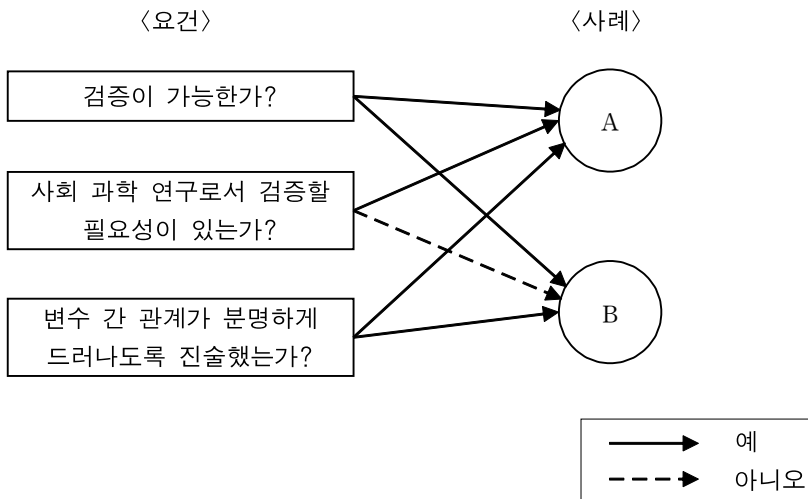 〈요건〉
〈사례〉
검증이 가능한가?
A
사회 과학 연구로서 검증할
필요성이 있는가?
B
변수 간 관계가 분명하게
드러나도록 진술했는가?
예
아니오